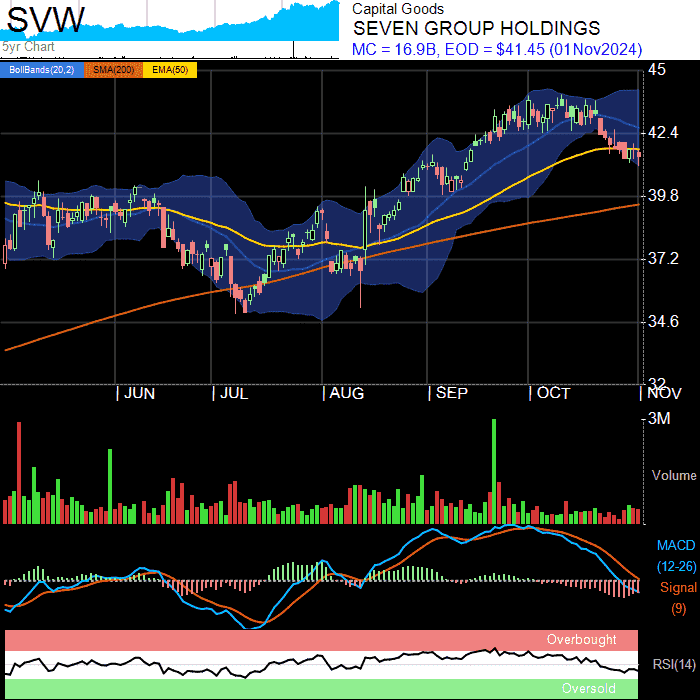 SVW
5yr Chart
Capital Goods
SEVEN GROUP HOLDINGS
MC = 16.9B, EOD = $41.45 (01Nov2024)
BollBands(20,2) SMA(200) EMA(50)
45
42.4
39.8
37.2
34.6
32
JUN JUL AUG SEP OCT NOV
3M
Volume
MACD
(12-26)
Signal
(9)
Overbought
RSI(14)
Oversold